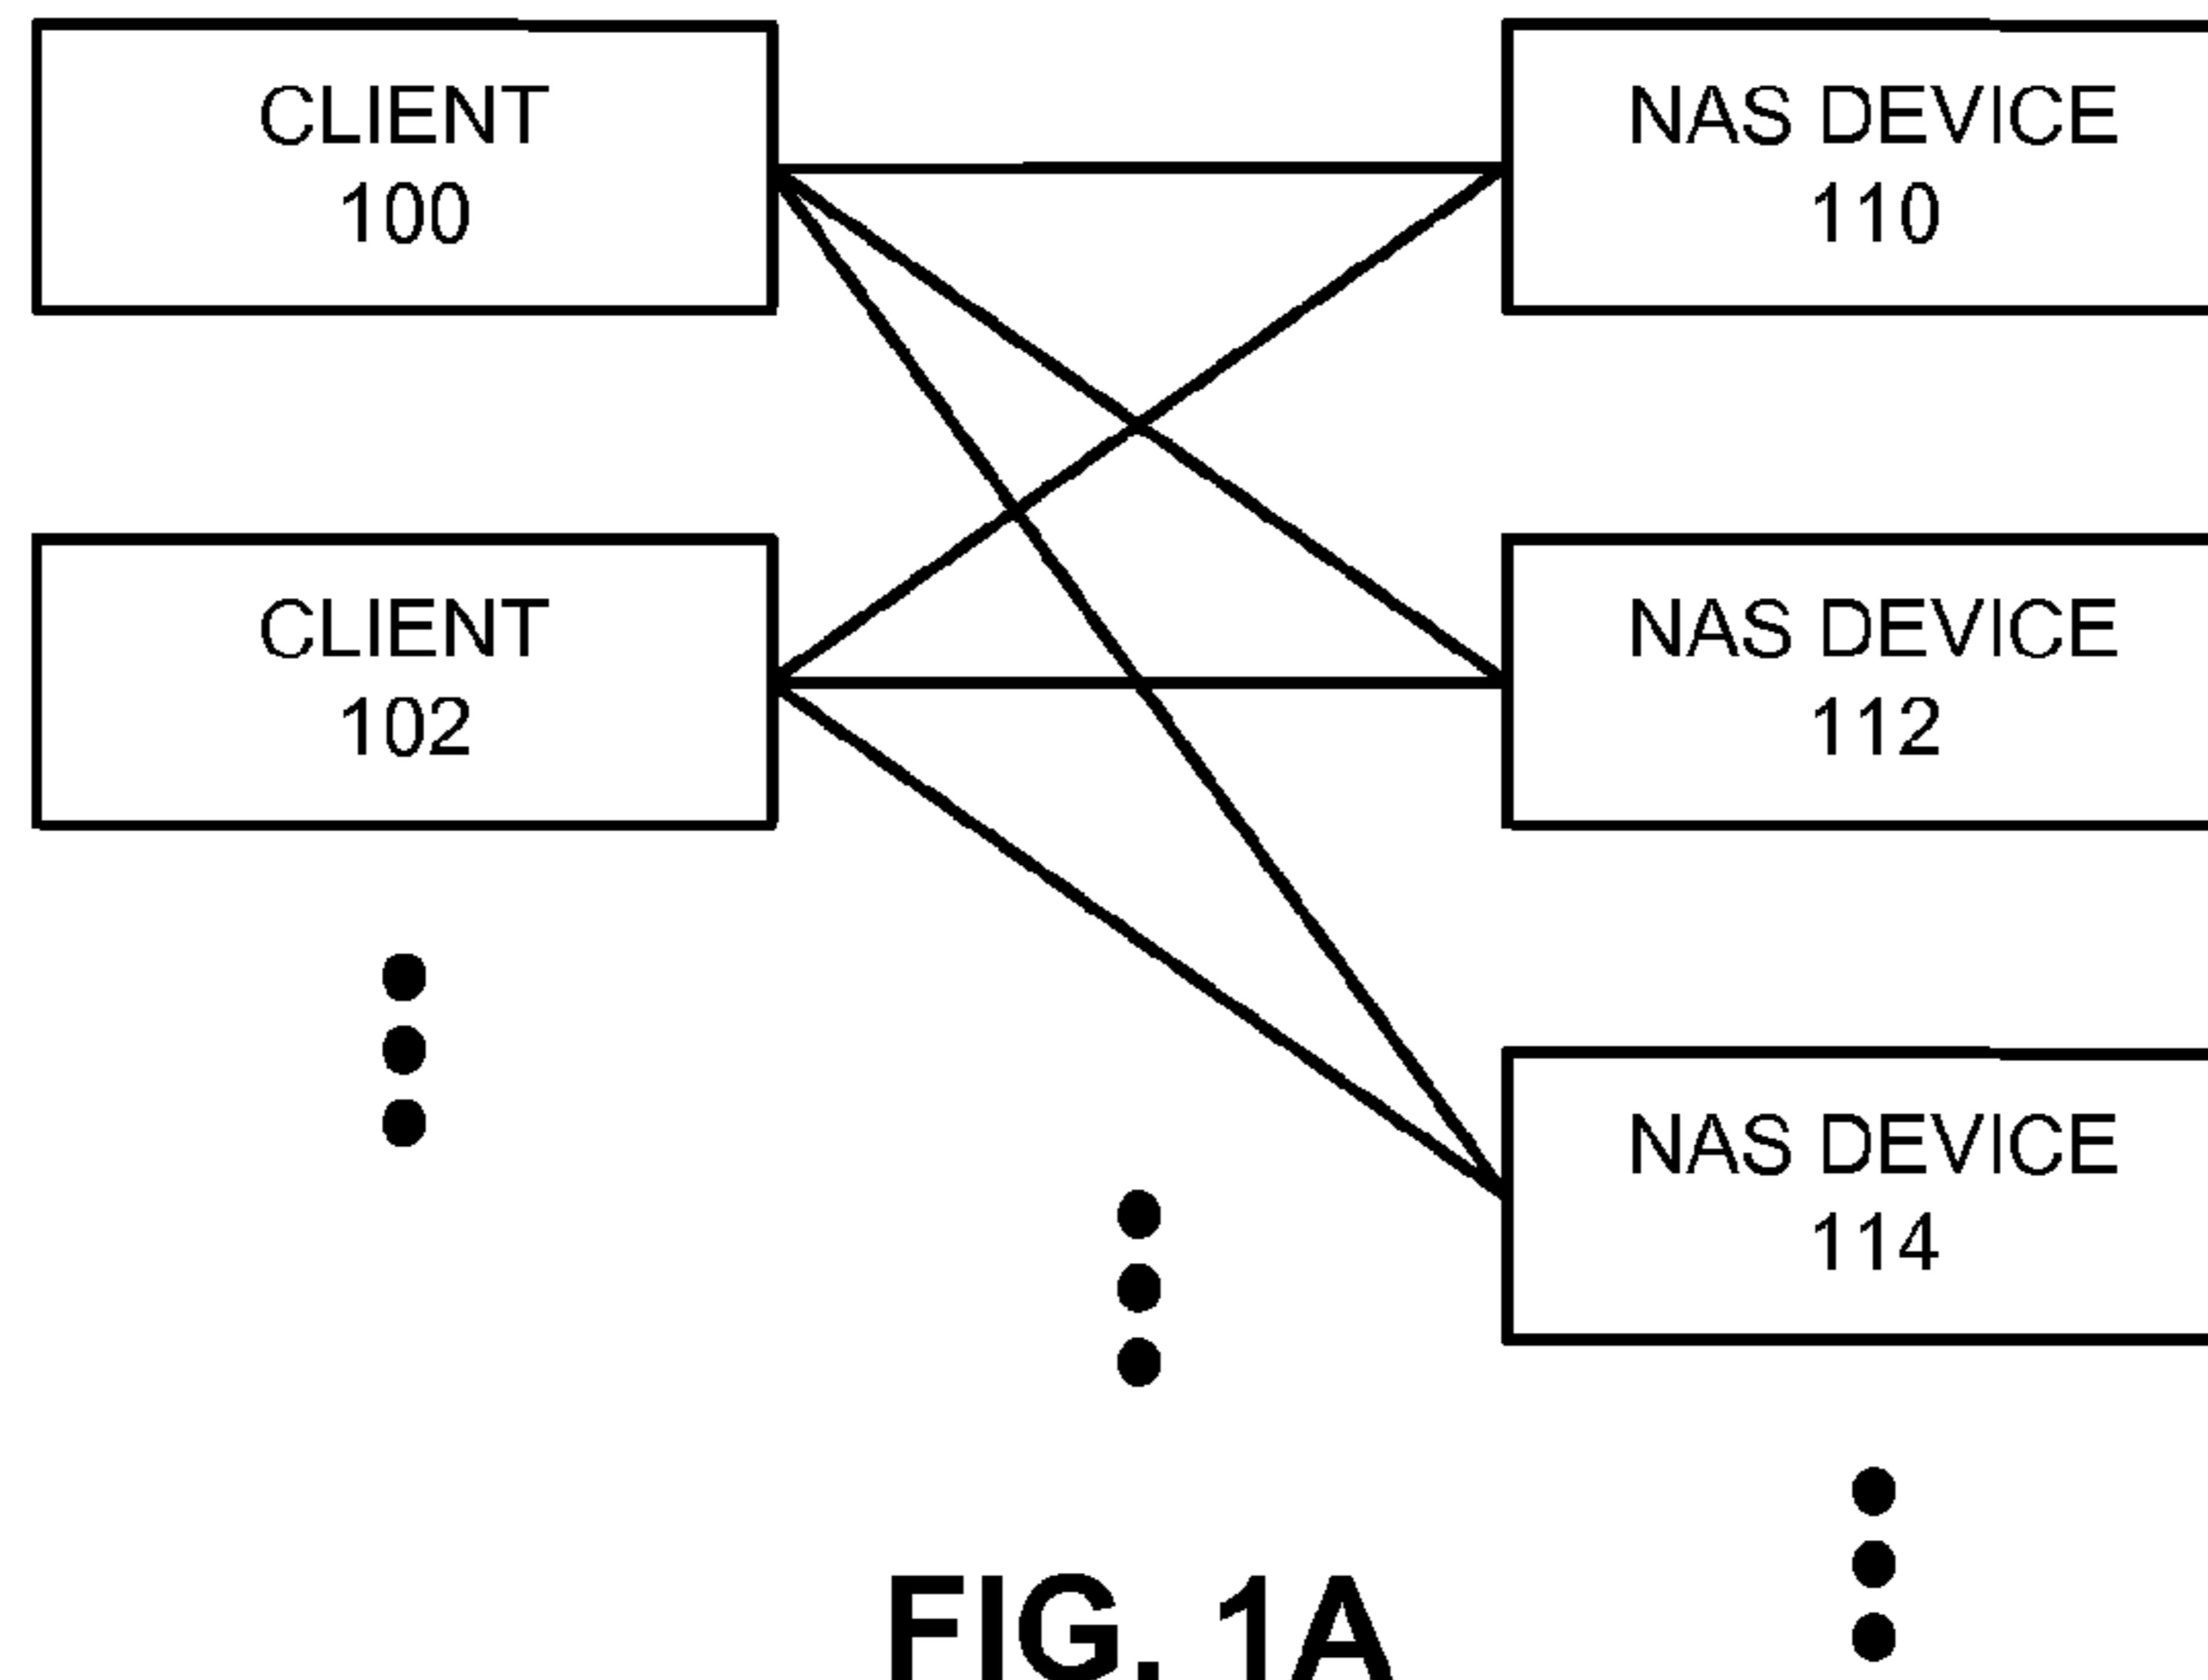 CLIENT
100
NAS DEVICE
110
CLIENT
102
NAS DEVICE
112
NAS DEVICE
114
FIG. 1A